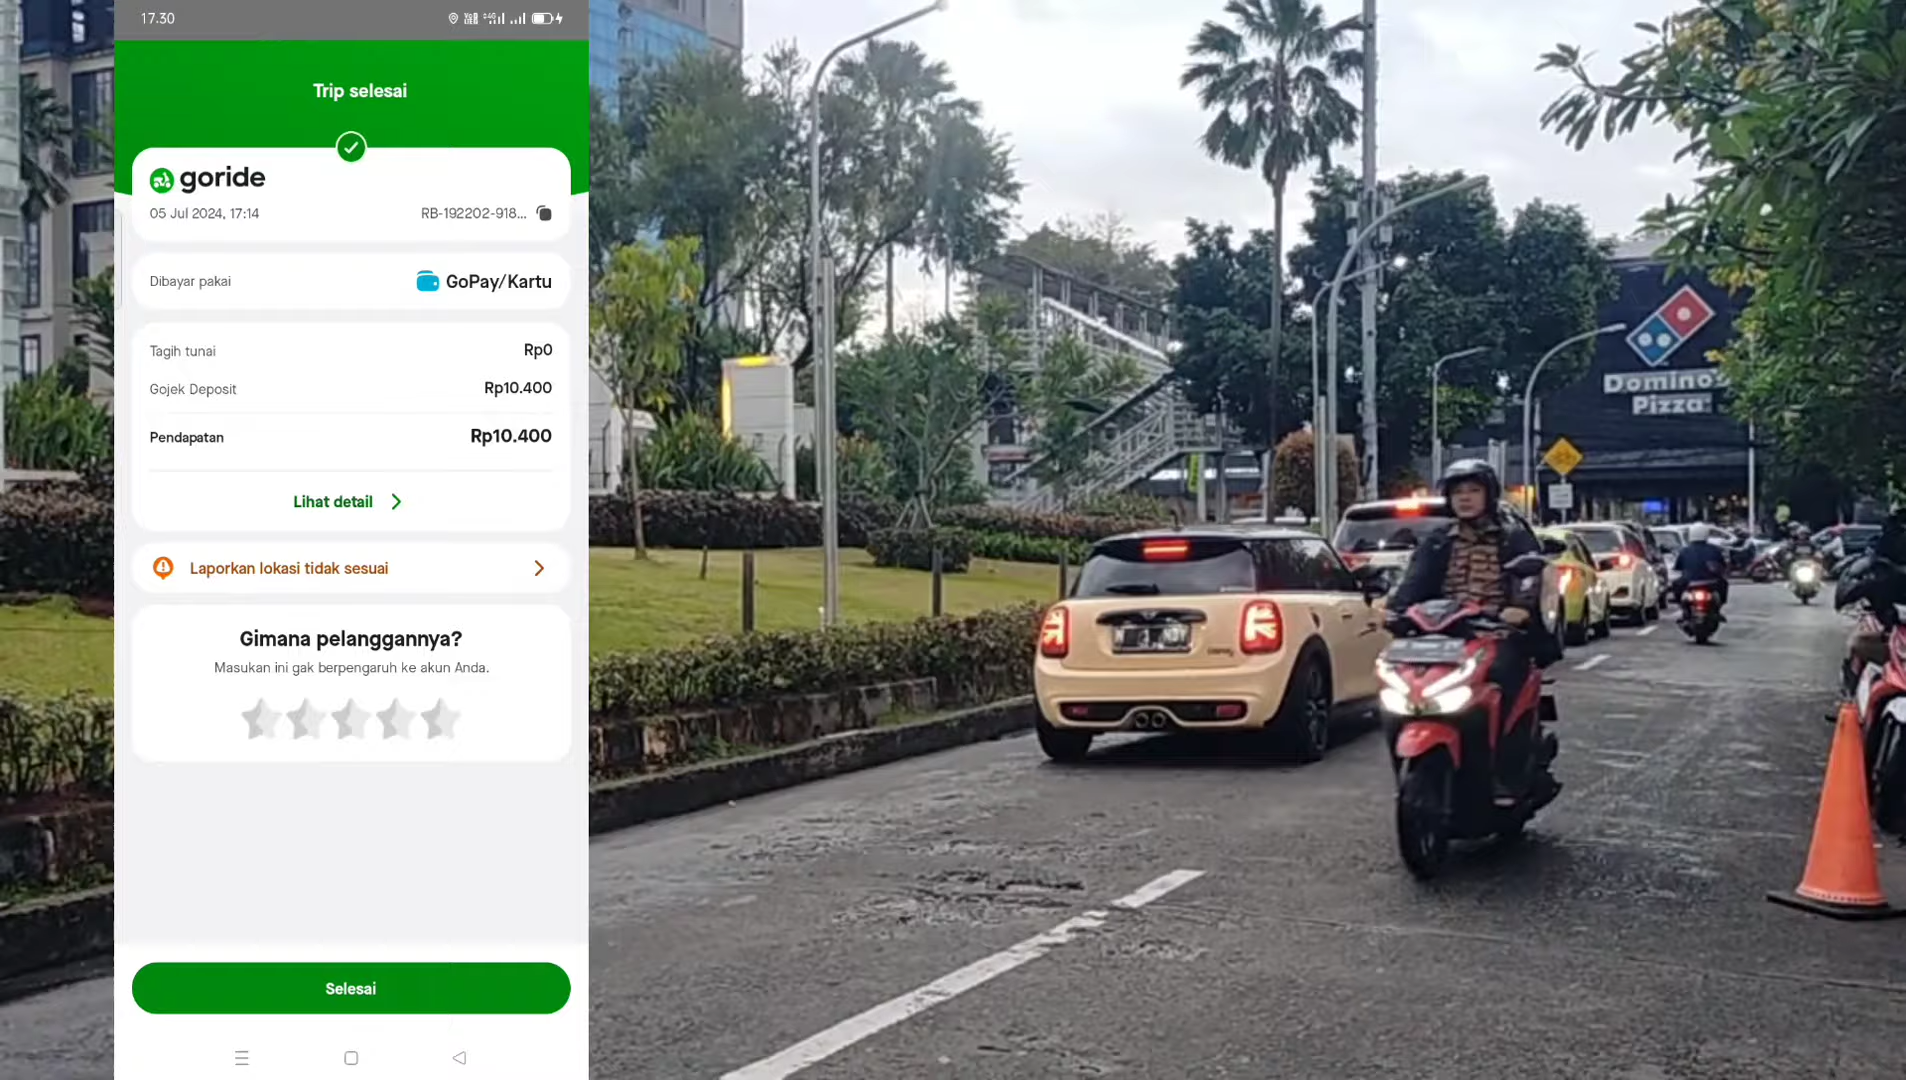 17.30
Trip selesai
goride
05 Jul 2024, 17:14
RB-192202-918...
Dibayar pakai
GoPay/Kartu
Tagih tunai
Rp0
Gojek Deposit
Rp10.400
Pendapatan
Rp10.400
Lihat detail
Laporkan lokasi tidak sesuai
Gimana pelanggannya?
Masukan ini gak berpengaruh ke akun Anda.
Selesai
Domino's
Pizza